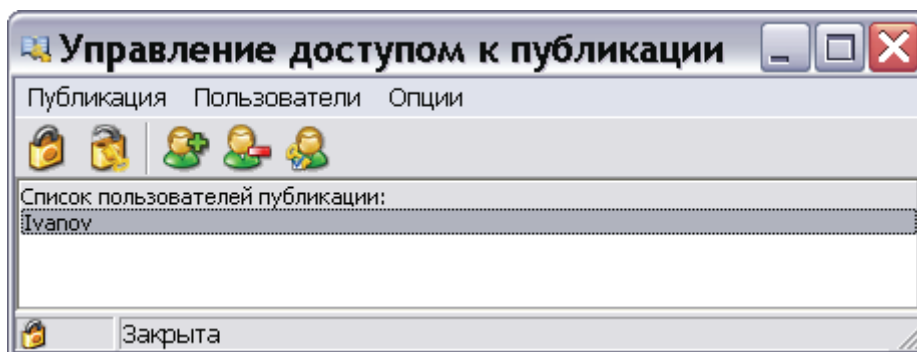 Управление доступом к публикации
Публикация Пользователи Опции
Список пользователей публикации:
Ivanov
Закрыта